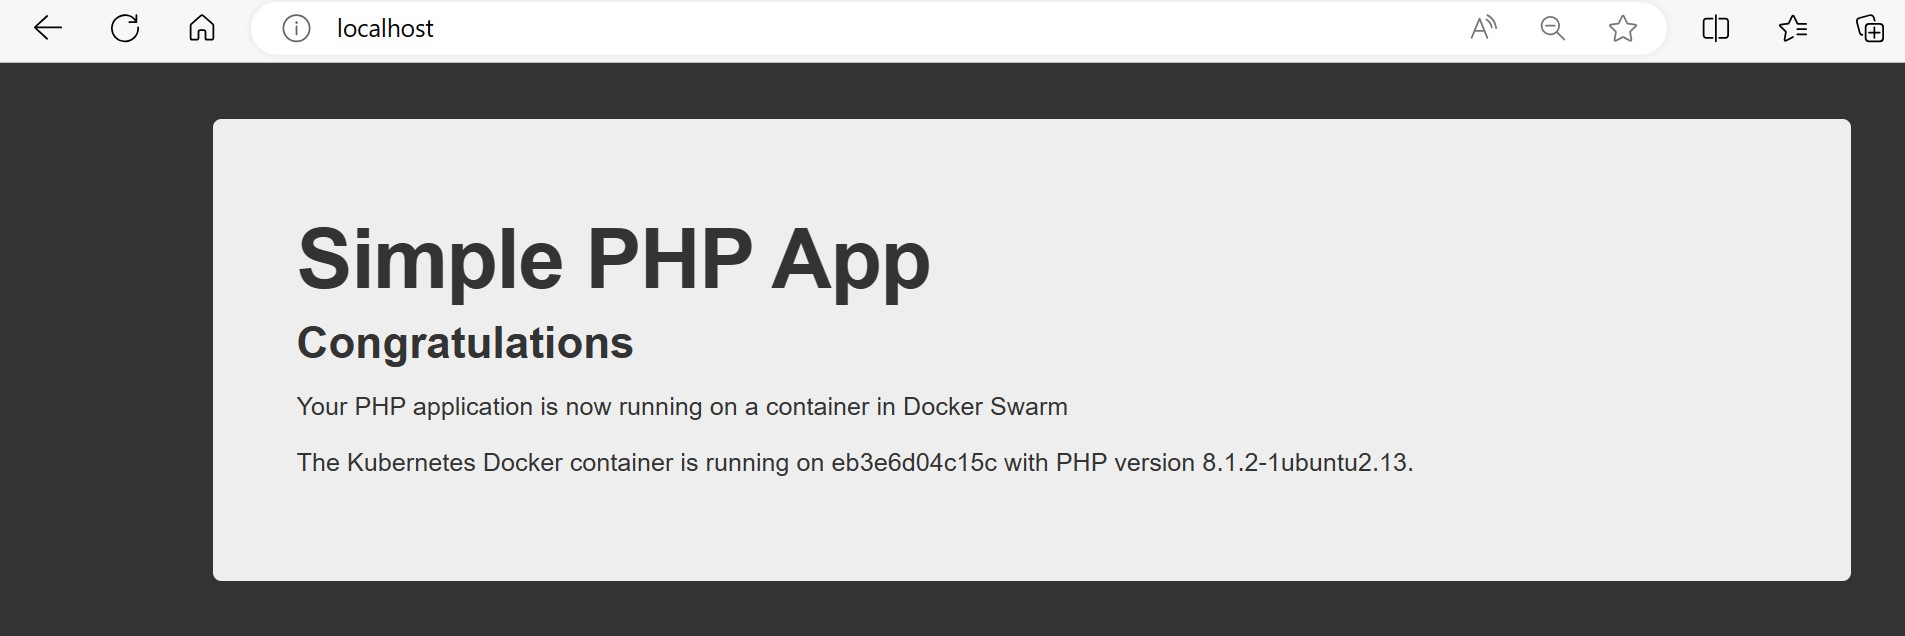 localhost
Simple PHP App
Congratulations
Your PHP application is now running on a container in Docker Swarm
The Kubernetes Docker container is running on eb3e6d04c15c with PHP version 8.1.2-1ubuntu2.13.